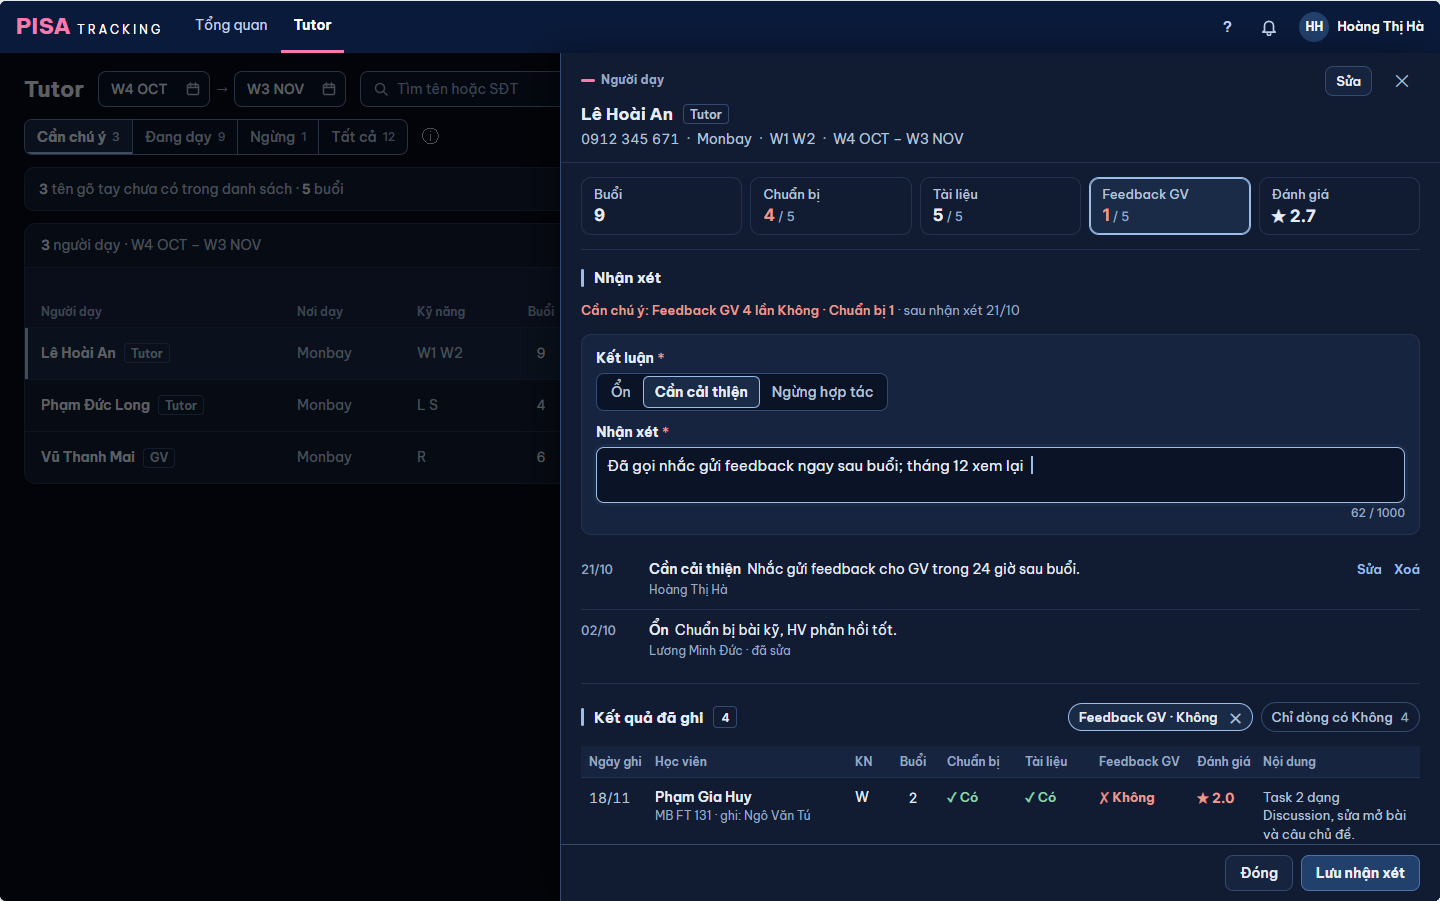 PISA TRACKING Tổng quan Tutor ? HH Hoàng Thị Hà
Tutor W4 OCT → W3 NOV Tìm tên hoặc SĐT
Cần chú ý 3 Đang dạy 9 Ngừng 1 Tất cả 12
3 tên gõ tay chưa có trong danh sách · 5 buổi
3 người dạy · W4 OCT – W3 NOV
Người dạy Nơi dạy Kỹ năng Buổi
Lê Hoài An Tutor Monbay W1 W2 9
Phạm Đức Long Tutor Monbay L S 4
Vũ Thanh Mai GV Monbay R 6
Người dạy Sửa
Lê Hoài An Tutor
0912 345 671 · Monbay · W1 W2 · W4 OCT – W3 NOV
Buổi Chuẩn bị Tài liệu Feedback GV Đánh giá
9 4 / 5 5 / 5 1 / 5 ★ 2.7
Nhận xét
Cần chú ý: Feedback GV 4 lần Không · Chuẩn bị 1 · sau nhận xét 21/10
Kết luận *
Ổn Cần cải thiện Ngừng hợp tác
Nhận xét *
Đã gọi nhắc gửi feedback ngay sau buổi; tháng 12 xem lại
62 / 1000
21/10 Cần cải thiện Nhắc gửi feedback cho GV trong 24 giờ sau buổi. Sửa Xoá
Hoàng Thị Hà
02/10 Ổn Chuẩn bị bài kỹ, HV phản hồi tốt.
Lương Minh Đức · đã sửa
Kết quả đã ghi 4 Feedback GV · Không Chỉ dòng có Không 4
Ngày ghi Học viên KN Buổi Chuẩn bị Tài liệu Feedback GV Đánh giá Nội dung
18/11 Phạm Gia Huy W 2 ✓ Có ✓ Có ✗ Không ★ 2.0 Task 2 dạng
MB FT 131 · ghi: Ngô Văn Tú Discussion, sửa mở bài
và câu chủ đề.
Đóng Lưu nhận xét